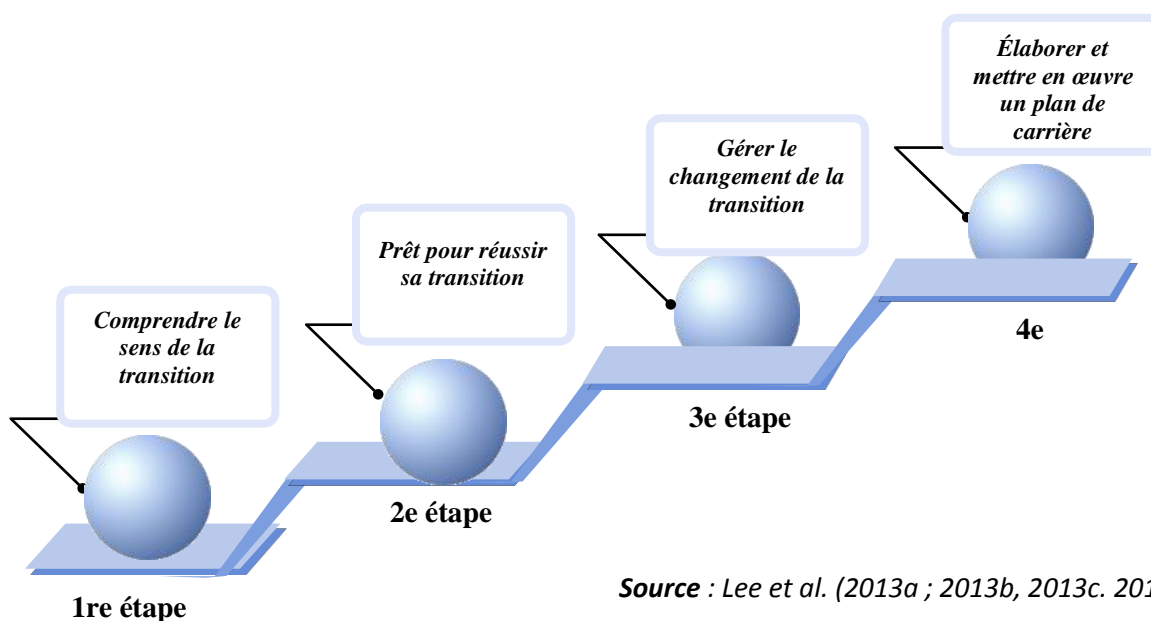 Comprendre le
sens de la
transition
1re étape
Prêt pour réussir
sa transition
2e étape
Gérer le
changement de la
transition
3e étape
Élaborer et
mettre en œuvre
un plan de
carrière
4e
Source : Lee et al. (2013a ; 2013b, 2013c. 201